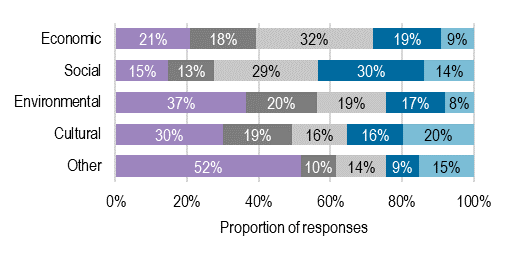 Economic 21% 18% 32% 19% 9%
Social 15% 13% 29% 30% 14%
Environmental 37% 20% 19% 17% 8%
Cultural 30% 19% 16% 16% 20%
Other 52% 10% 14% 9% 15%
0% 20% 40% 60% 80% 100%
Proportion of responses